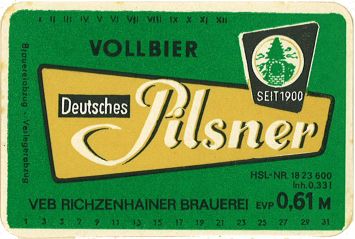 I II III IV V VI VII VIII IX X XI XII
VOLLBIER
SEIT 1900
Deutsches
Pilsner
Brauereiabzug - Verlegerabzug
HSL-NR. 18 23 600
Inh. 0,33 l
VEB RICHZENHAINER BRAUEREI EVP 0,61 M
1 3 5 7 9 11 13 15 17 19 21 23 25 27 29 31